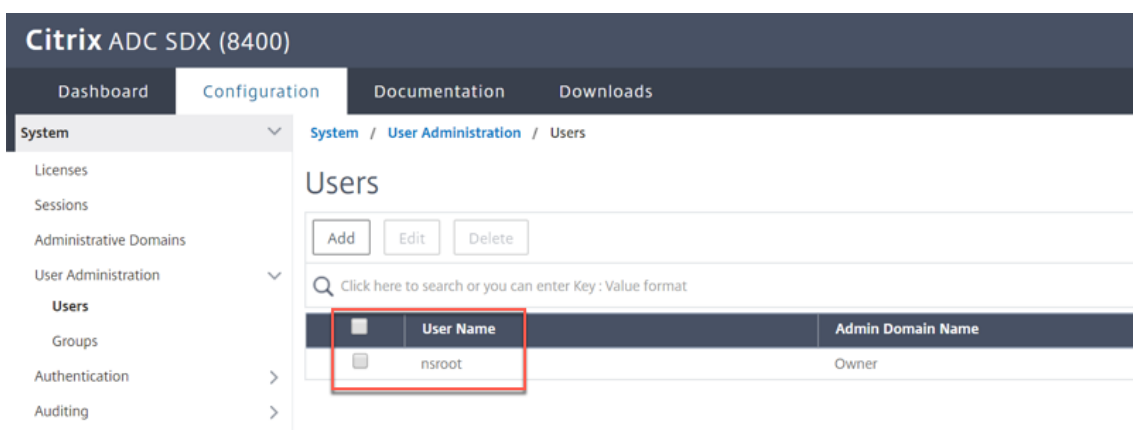 Citrix ADC SDX (8400)
Dashboard Configuration Documentation Downloads
System
System / User Administration / Users
Licenses
Sessions
Administrative Domains
User Administration
Users
Groups
Authentication
Auditing
Users
Add Edit Delete
Click here to search or you can enter Key : Value format
User Name Admin Domain Name
nsroot Owner